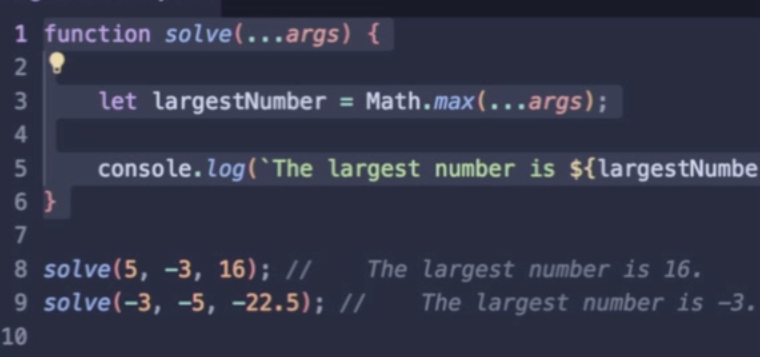 1 function solve(...args) {
2
3 let largestNumber = Math.max(...args);
4
5 console.log(`The largest number is ${largestNumbe
6 }
7
8 solve(5, -3, 16); // The largest number is 16.
9 solve(-3, -5, -22.5); // The largest number is -3.
10